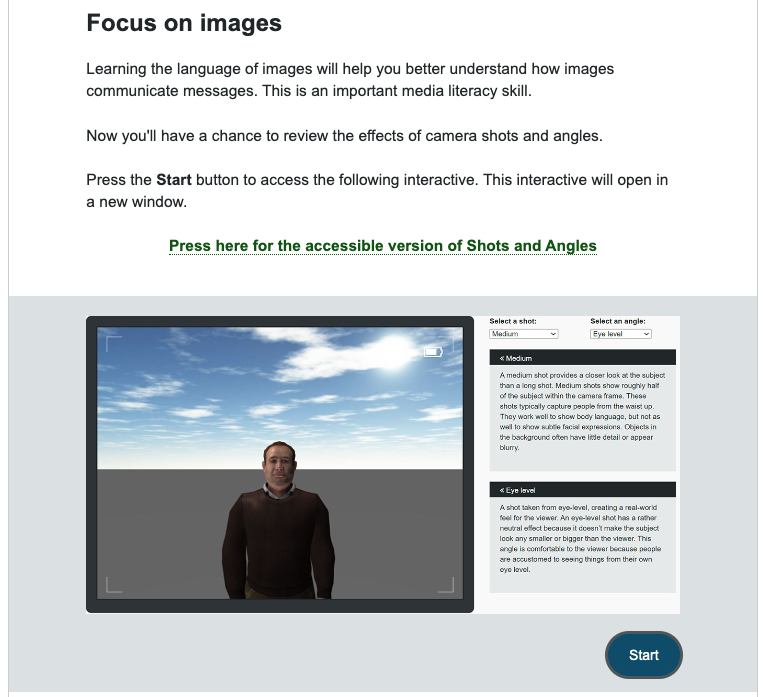 Focus on images
Learning the language of images will help you better understand how images
communicate messages. This is an important media literacy skill.
Now you'll have a chance to review the effects of camera shots and angles.
Press the Start button to access the following interactive. This interactive will open in
a new window.
Press here for the accessible version of Shots and Angles
Select a shot:
Medium
Select an angle:
Eye level
« Medium
A medium shot provides a closer look at the subject
than a long shot. Medium shots show roughly half
of the subject within the camera frame. These
shots typically capture people from the waist up.
They work well to show body language, but not as
well to show subtle facial expressions. Objects in
the background often have little detail or appear
blurry.
« Eye level
A shot taken from eye-level, creating a real-world
feel for the viewer. An eye-level shot has a rather
neutral effect because it doesn't make the subject
look any smaller or bigger than the viewer. This
angle is comfortable to the viewer because people
are accustomed to seeing things from their own
eye level.
Start